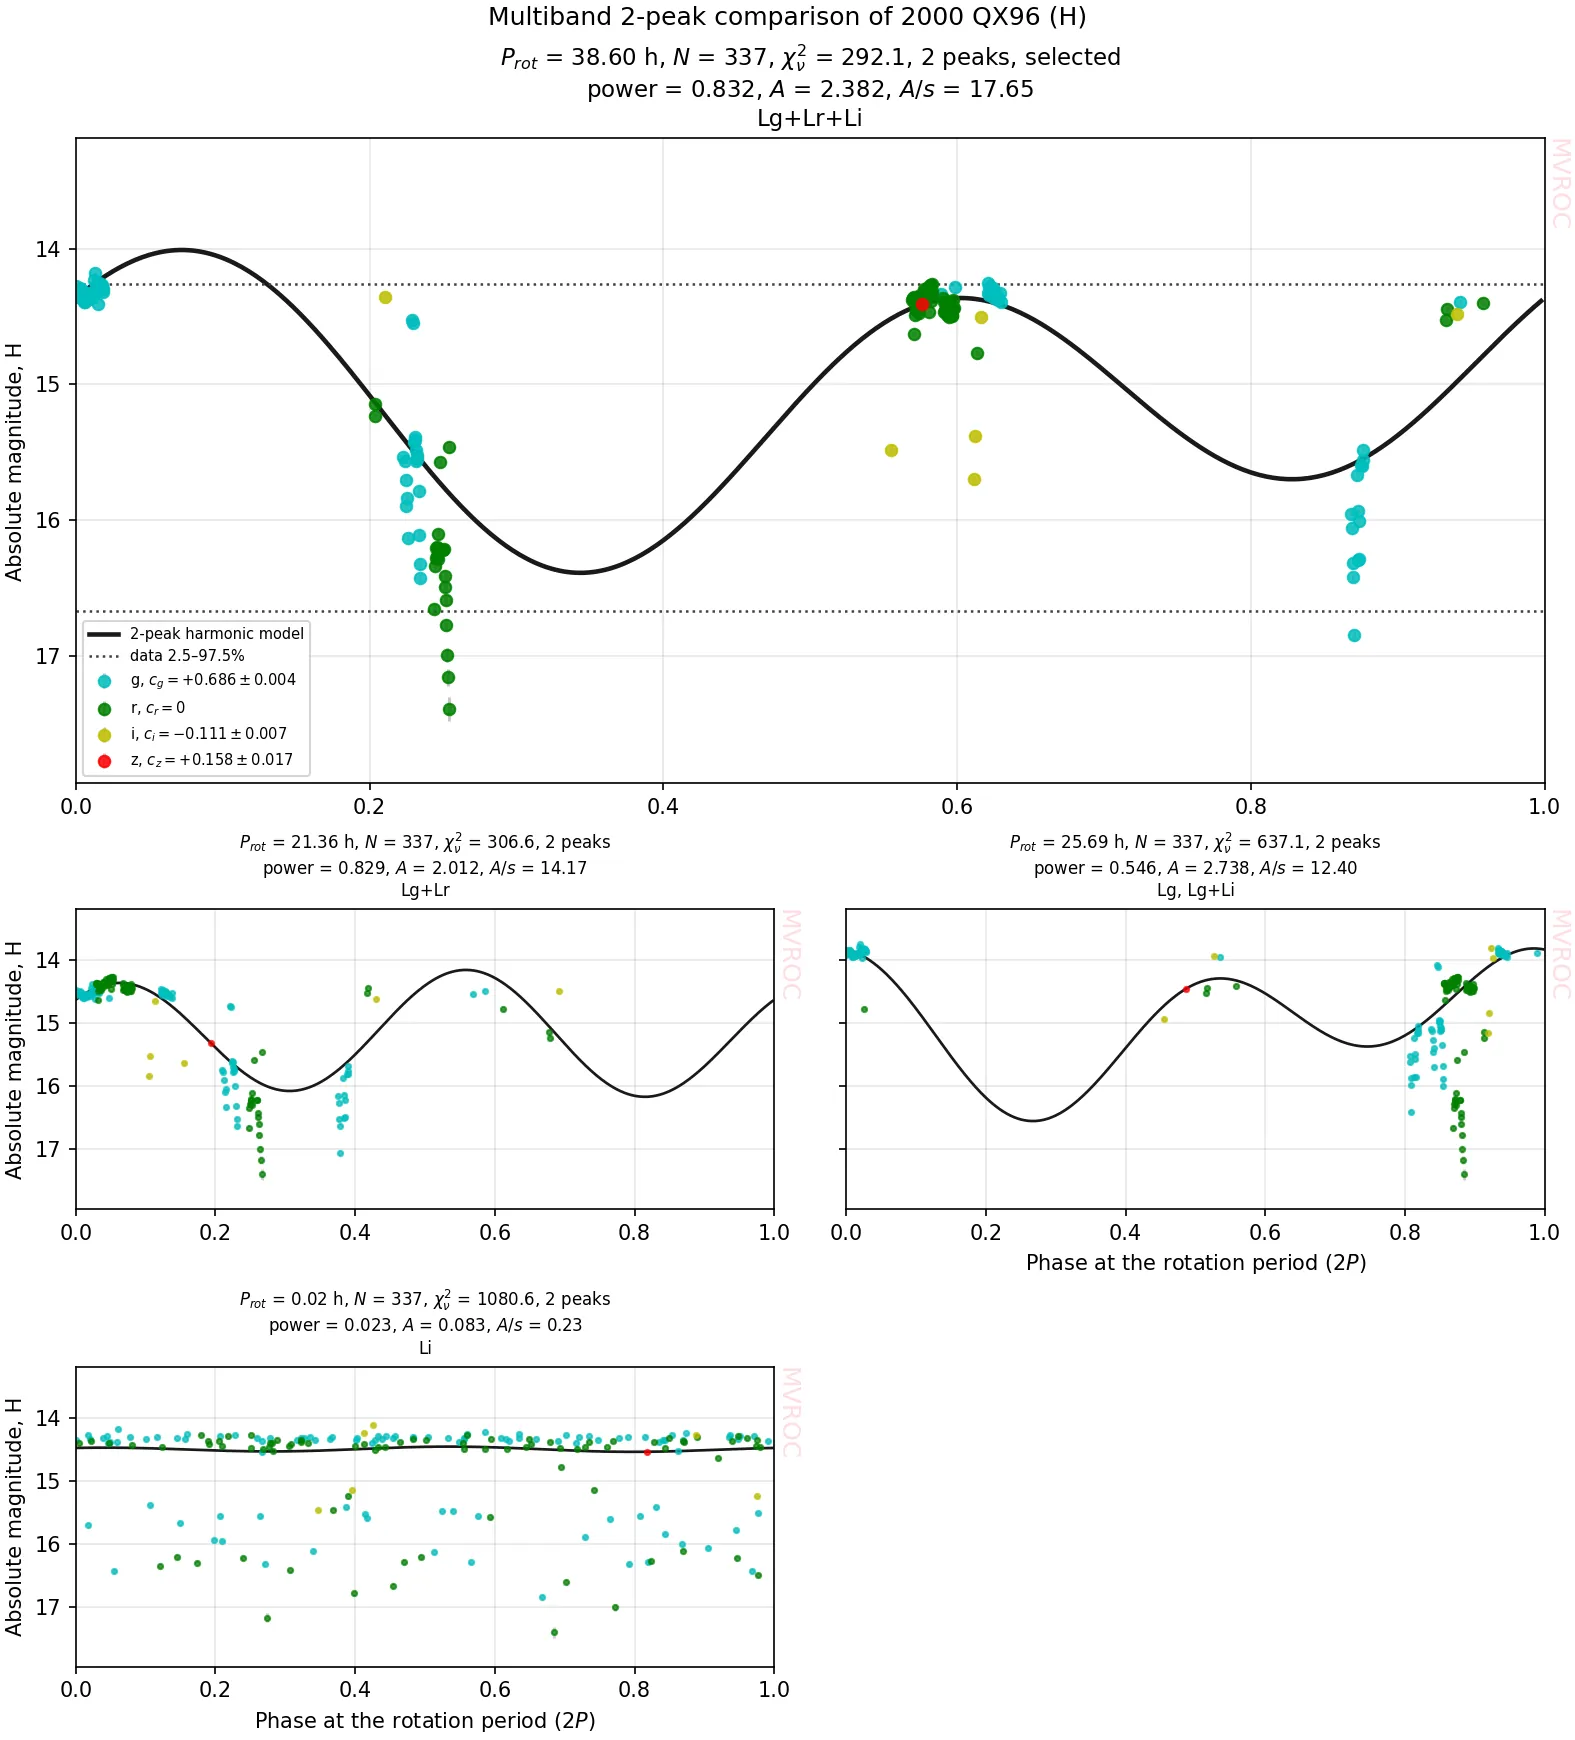 Multiband 2-peak comparison of 2000 QX96 (H)
P_rot = 38.60 h, N = 337, χ²_ν = 292.1, 2 peaks, selected
power = 0.832, A = 2.382, A/s = 17.65
Lg+Lr+Li
MVROC
14
15
16
17
Absolute magnitude, H
2-peak harmonic model
data 2.5–97.5%
g, c_g = +0.686 ± 0.004
r, c_r = 0
i, c_i = −0.111 ± 0.007
z, c_z = +0.158 ± 0.017
0.0 0.2 0.4 0.6 0.8 1.0
P_rot = 21.36 h, N = 337, χ²_ν = 306.6, 2 peaks
power = 0.829, A = 2.012, A/s = 14.17
Lg+Lr
MVROC
14
15
16
17
Absolute magnitude, H
0.0 0.2 0.4 0.6 0.8 1.0
P_rot = 25.69 h, N = 337, χ²_ν = 637.1, 2 peaks
power = 0.546, A = 2.738, A/s = 12.40
Lg, Lg+Li
MVROC
0.0 0.2 0.4 0.6 0.8 1.0
Phase at the rotation period (2P)
P_rot = 0.02 h, N = 337, χ²_ν = 1080.6, 2 peaks
power = 0.023, A = 0.083, A/s = 0.23
Li
MVROC
14
15
16
17
Absolute magnitude, H
0.0 0.2 0.4 0.6 0.8 1.0
Phase at the rotation period (2P)